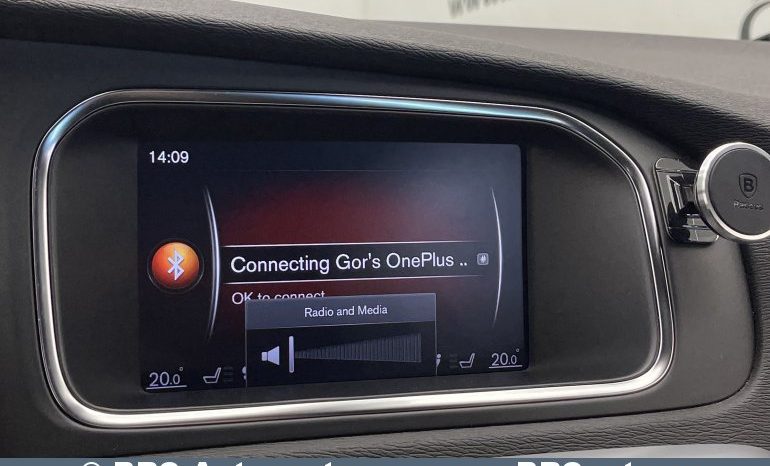 14:09
Connecting Gor's OnePlus ..
OK to connect
Radio and Media
20.0°
20.0°